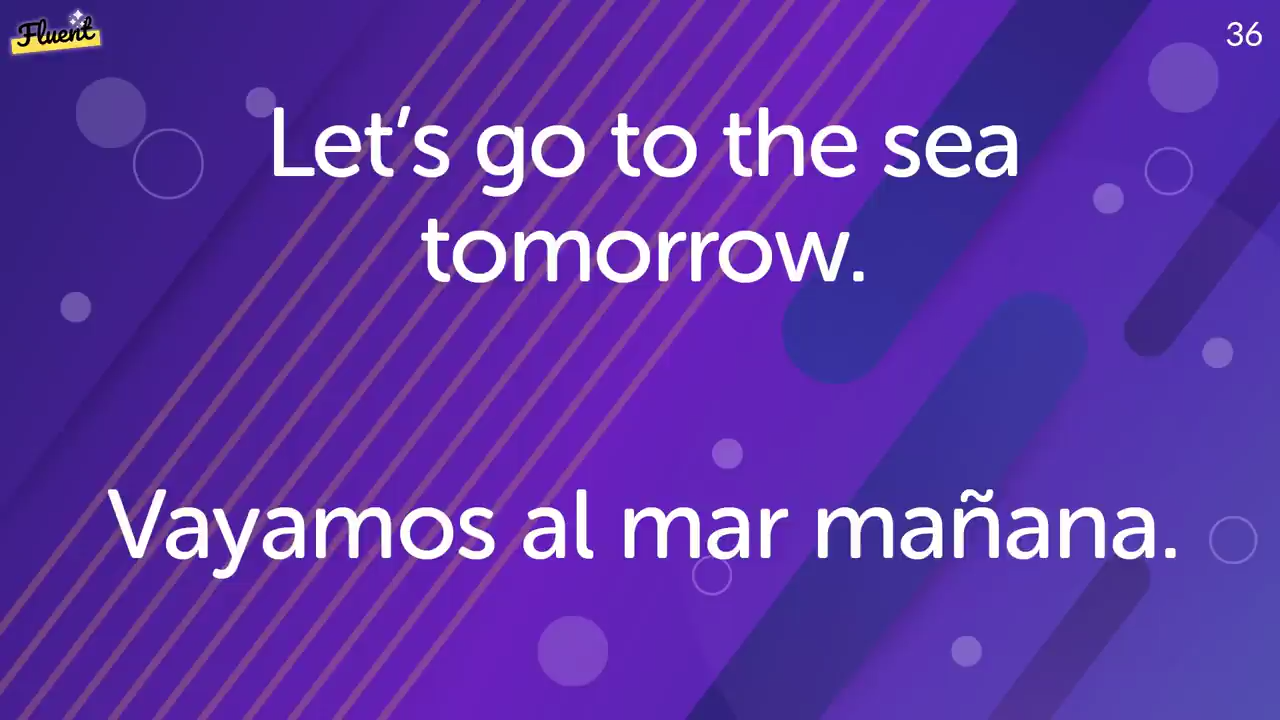 Fluent
36
Let’s go to the sea
tomorrow.
Vayamos al mar mañana.